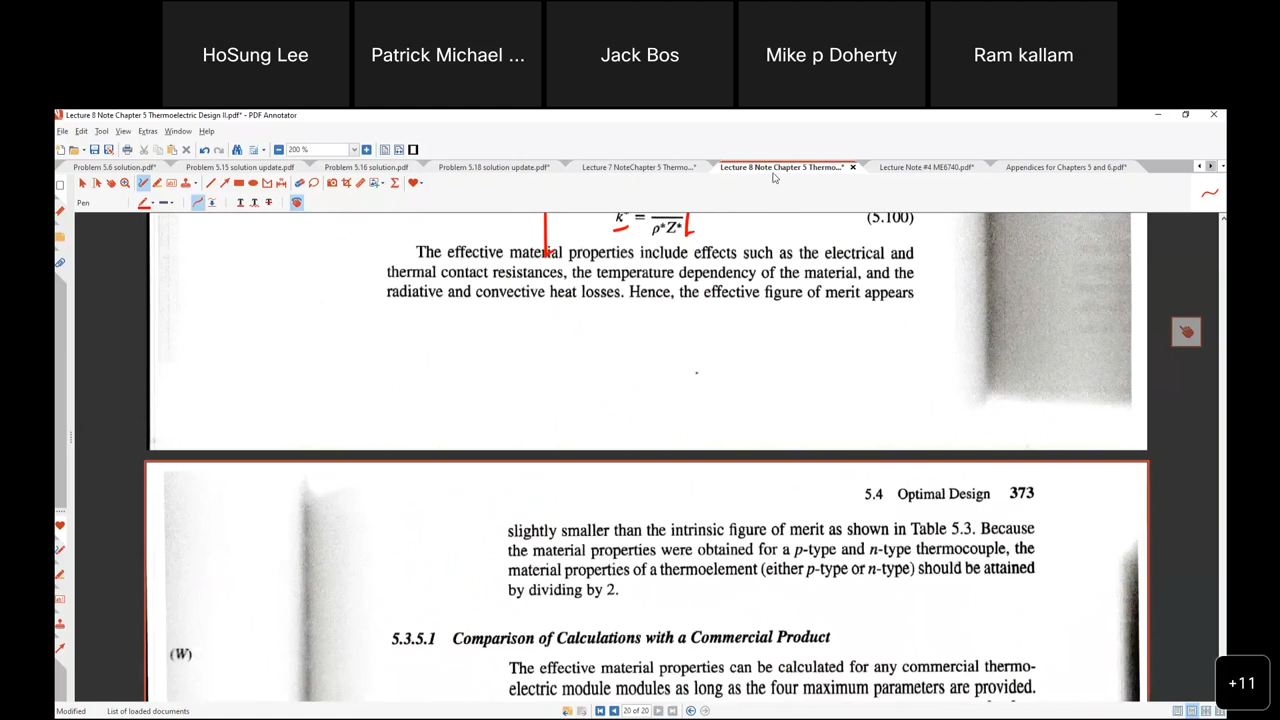 HoSung Lee
Patrick Michael ...
Jack Bos
Mike p Doherty
Ram kallam
Lecture 8 Note Chapter 5 Thermoelectric Design II.pdf* - PDF Annotator
File Edit Tool View Extras Window Help
200 %
Problem 5.6 solution.pdf* Problem 5.15 solution update.pdf* Problem 5.16 solution.pdf Problem 5.18 solution update.pdf* Lecture 7 NoteChapter 5 Thermo...* Lecture 8 Note Chapter 5 Thermo...* Lecture Note #4 ME6740.pdf* Appendices for Chapters 5 and 6.pdf*
Pen
ρ*Z* (5.100)
The effective material properties include effects such as the electrical and
thermal contact resistances, the temperature dependency of the material, and the
radiative and convective heat losses. Hence, the effective figure of merit appears
5.4 Optimal Design 373
slightly smaller than the intrinsic figure of merit as shown in Table 5.3. Because
the material properties were obtained for a p-type and n-type thermocouple, the
material properties of a thermoelement (either p-type or n-type) should be attained
by dividing by 2.
5.3.5.1 Comparison of Calculations with a Commercial Product
(W)
The effective material properties can be calculated for any commercial thermo-
electric module modules as long as the four maximum parameters are provided.
+11
Modified List of loaded documents 20 of 20